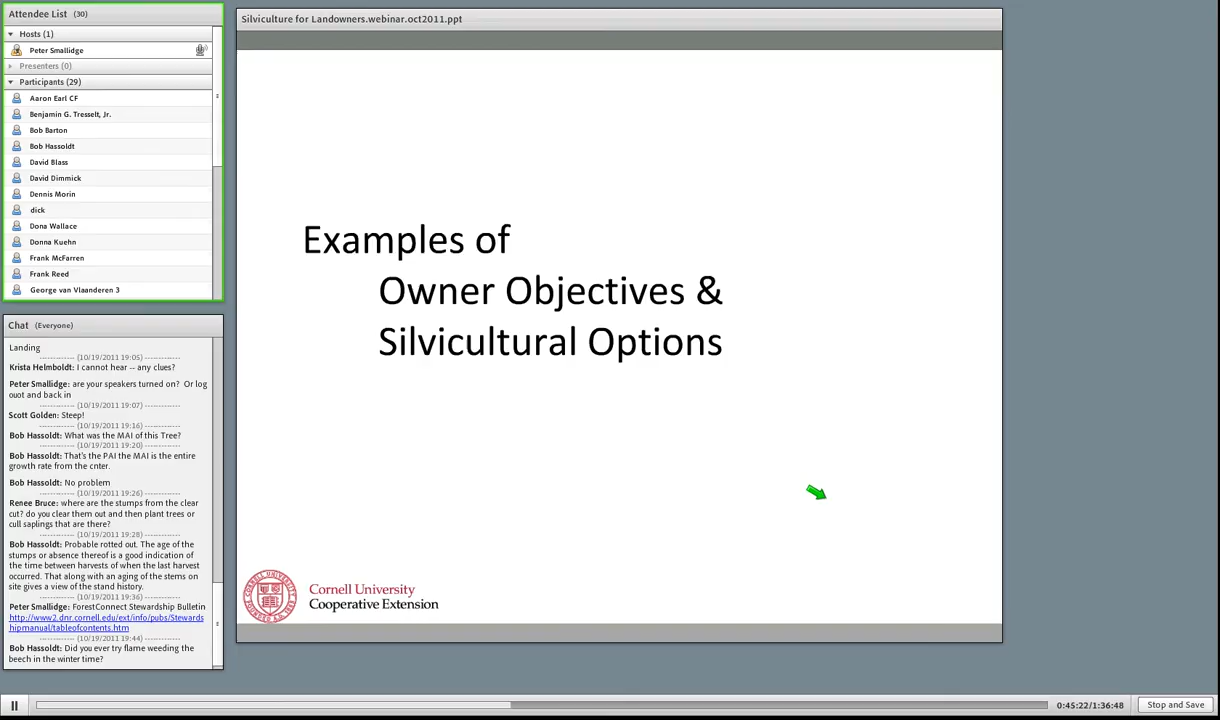 Attendee List (30)
Hosts (1)
Peter Smallidge
Presenters (0)
Participants (29)
Aaron Earl CF
Benjamin G. Tresselt, Jr.
Bob Barton
Bob Hassoldt
David Blass
David Dimmick
Dennis Morin
dick
Dona Wallace
Donna Kuehn
Frank McFarren
Frank Reed
George van Vlaanderen 3
Chat (Everyone)
Landing
------------ (10/19/2011 19:05) ------------
Krista Helmboldt: I cannot hear -- any clues?
Peter Smallidge: are your speakers turned on? Or log
ouot and back in
------------ (10/19/2011 19:07) ------------
Scott Golden: Steep!
------------ (10/19/2011 19:16) ------------
Bob Hassoldt: What was the MAI of this Tree?
------------ (10/19/2011 19:20) ------------
Bob Hassoldt: That's the PAI the MAI is the entire
growth rate from the cnter.
Bob Hassoldt: No problem
------------ (10/19/2011 19:26) ------------
Renee Bruce: where are the stumps from the clear
cut? do you clear them out and then plant trees or
cull saplings that are there?
------------ (10/19/2011 19:28) ------------
Bob Hassoldt: Probable rotted out. The age of the
stumps or absence thereof is a good indication of
the time between harvests of when the last harvest
occurred. That along with an aging of the stems on
site gives a view of the stand history.
------------ (10/19/2011 19:36) ------------
Peter Smallidge: ForestConnect Stewardship Bulletin
http://www2.dnr.cornell.edu/ext/info/pubs/Stewards
hipmanual/tableofcontents.htm
------------ (10/19/2011 19:44) ------------
Bob Hassoldt: Did you ever try flame weeding the
beech in the winter time?
Silviculture for Landowners.webinar.oct2011.ppt
Examples of
Owner Objectives &
Silvicultural Options
Cornell University
Cooperative Extension
0:45:22/1:36:48
Stop and Save